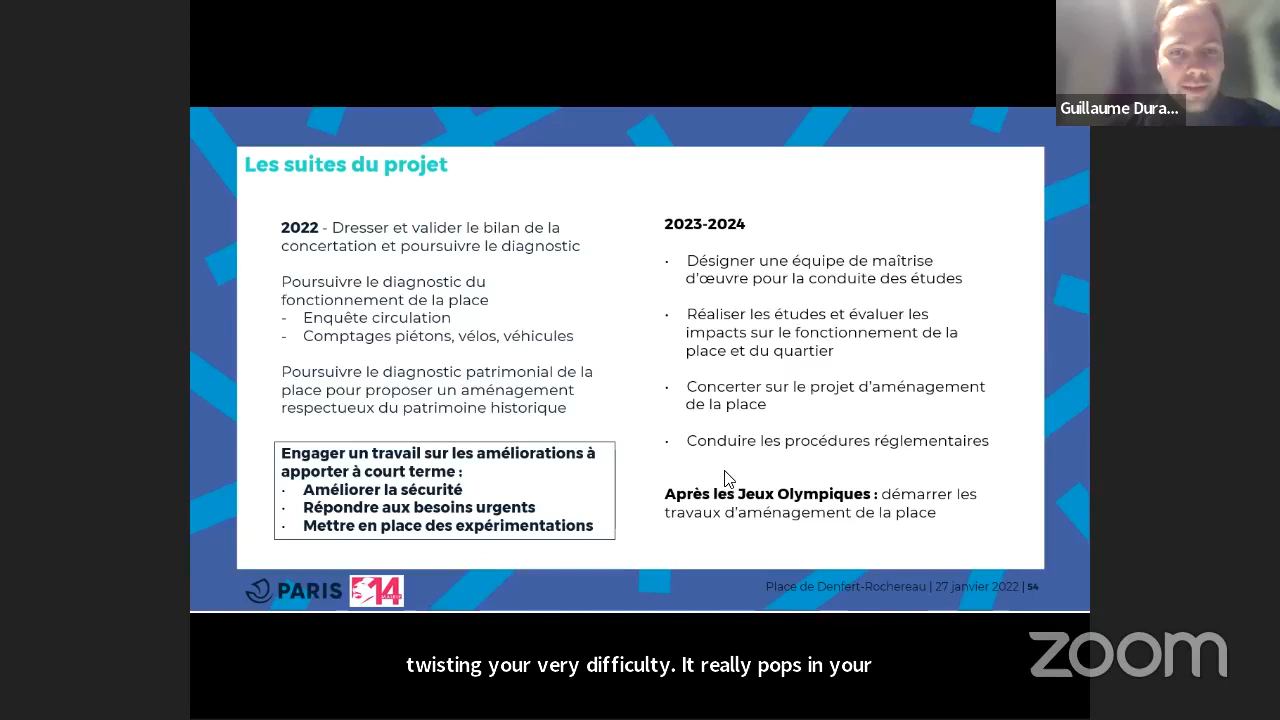 Guillaume Dura...
Les suites du projet
2022 - Dresser et valider le bilan de la
concertation et poursuivre le diagnostic
Poursuivre le diagnostic du
fonctionnement de la place
- Enquête circulation
- Comptages piétons, vélos, véhicules
Poursuivre le diagnostic patrimonial de la
place pour proposer un aménagement
respectueux du patrimoine historique
Engager un travail sur les améliorations à
apporter à court terme :
· Améliorer la sécurité
· Répondre aux besoins urgents
· Mettre en place des expérimentations
2023-2024
• Désigner une équipe de maîtrise
d’œuvre pour la conduite des études
• Réaliser les études et évaluer les
impacts sur le fonctionnement de la
place et du quartier
• Concerter sur le projet d’aménagement
de la place
• Conduire les procédures réglementaires
Après les Jeux Olympiques : démarrer les
travaux d’aménagement de la place
PARIS
14
MAIRIE
Place de Denfert-Rochereau | 27 janvier 2022 | 54
twisting your very difficulty. It really pops in your
zoom